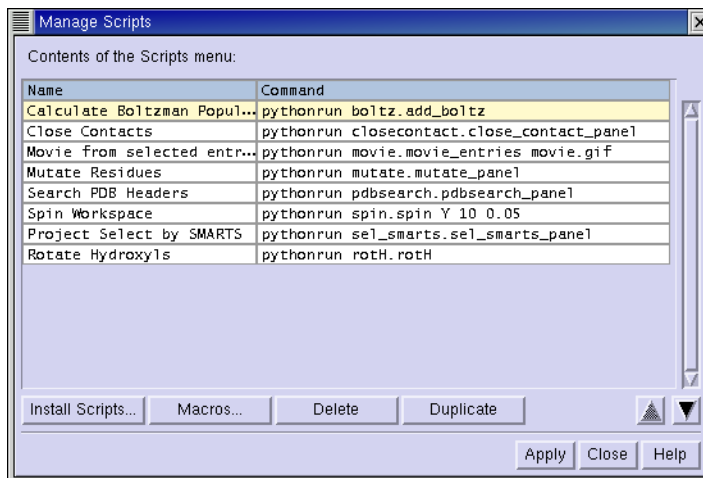 Manage Scripts
Contents of the Scripts menu:
Name Command
Calculate Boltzman Popul... pythonrun boltz.add_boltz
Close Contacts pythonrun closecontact.close_contact_panel
Movie from selected entr... pythonrun movie.movie_entries movie.gif
Mutate Residues pythonrun mutate.mutate_panel
Search PDB Headers pythonrun pdbsearch.pdbsearch_panel
Spin Workspace pythonrun spin.spin Y 10 0.05
Project Select by SMARTS pythonrun sel_smarts.sel_smarts_panel
Rotate Hydroxyls pythonrun rotH.rotH
Install Scripts... Macros... Delete Duplicate
Apply Close Help